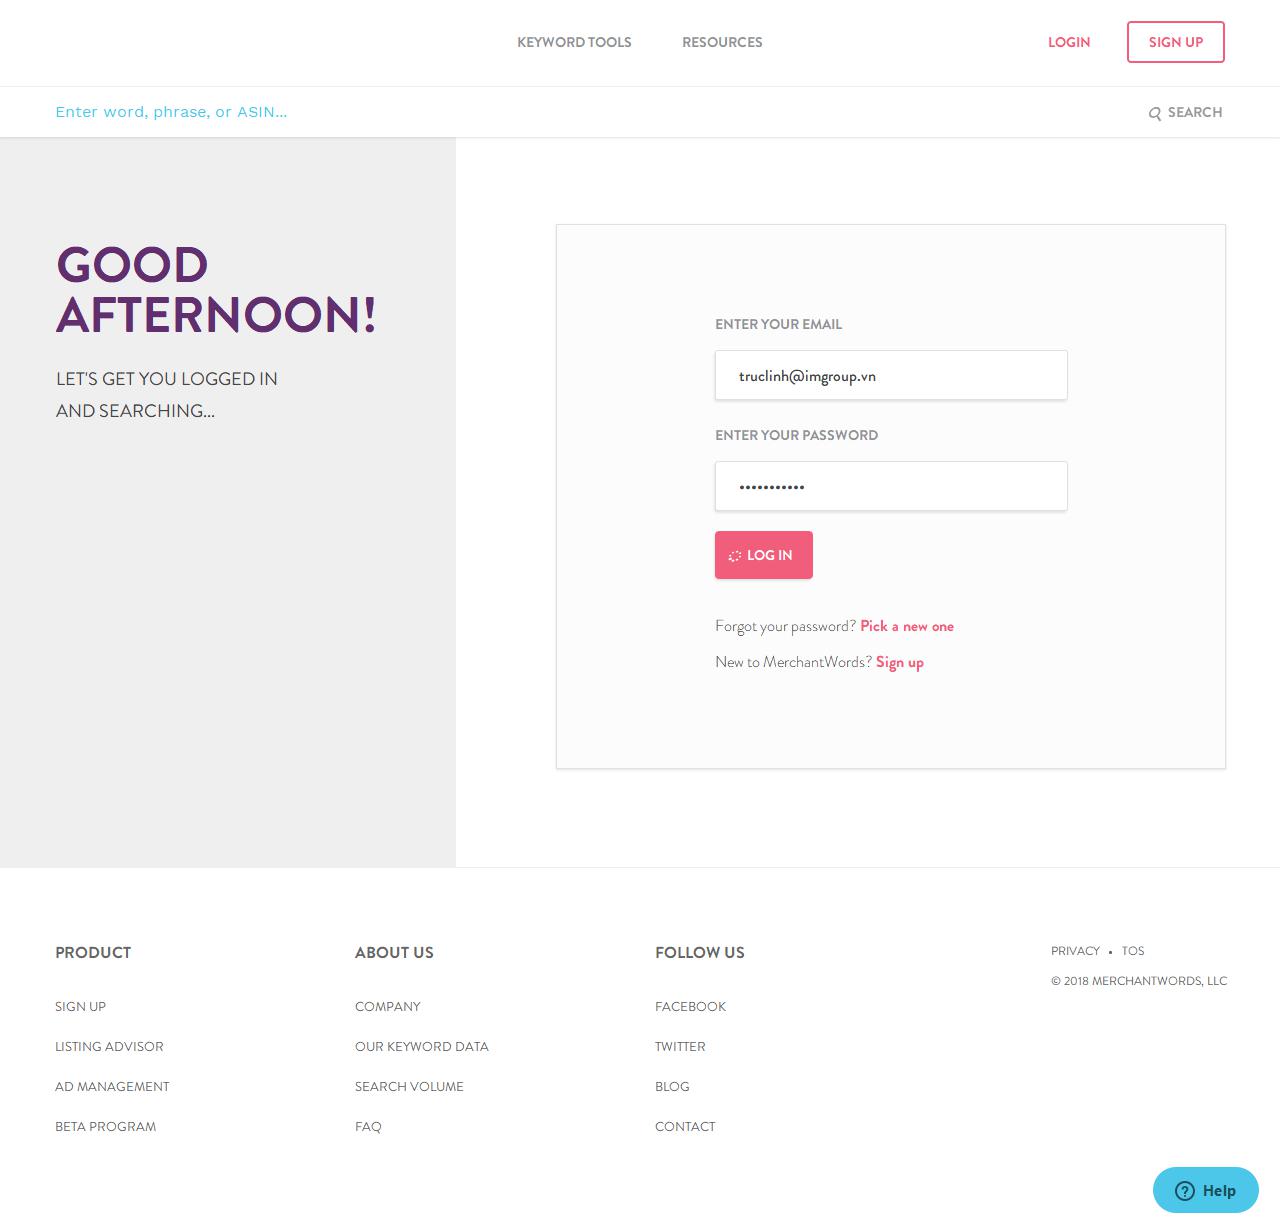 KEYWORD TOOLS RESOURCES LOGIN SIGN UP
Enter word, phrase, or ASIN... SEARCH
GOOD
AFTERNOON!
LET'S GET YOU LOGGED IN
AND SEARCHING...
ENTER YOUR EMAIL
truclinh@imgroup.vn
ENTER YOUR PASSWORD
•••••••••••
LOG IN
Forgot your password? Pick a new one
New to MerchantWords? Sign up
PRODUCT
SIGN UP
LISTING ADVISOR
AD MANAGEMENT
BETA PROGRAM
ABOUT US
COMPANY
OUR KEYWORD DATA
SEARCH VOLUME
FAQ
FOLLOW US
FACEBOOK
TWITTER
BLOG
CONTACT
PRIVACY • TOS
© 2018 MERCHANTWORDS, LLC
Help